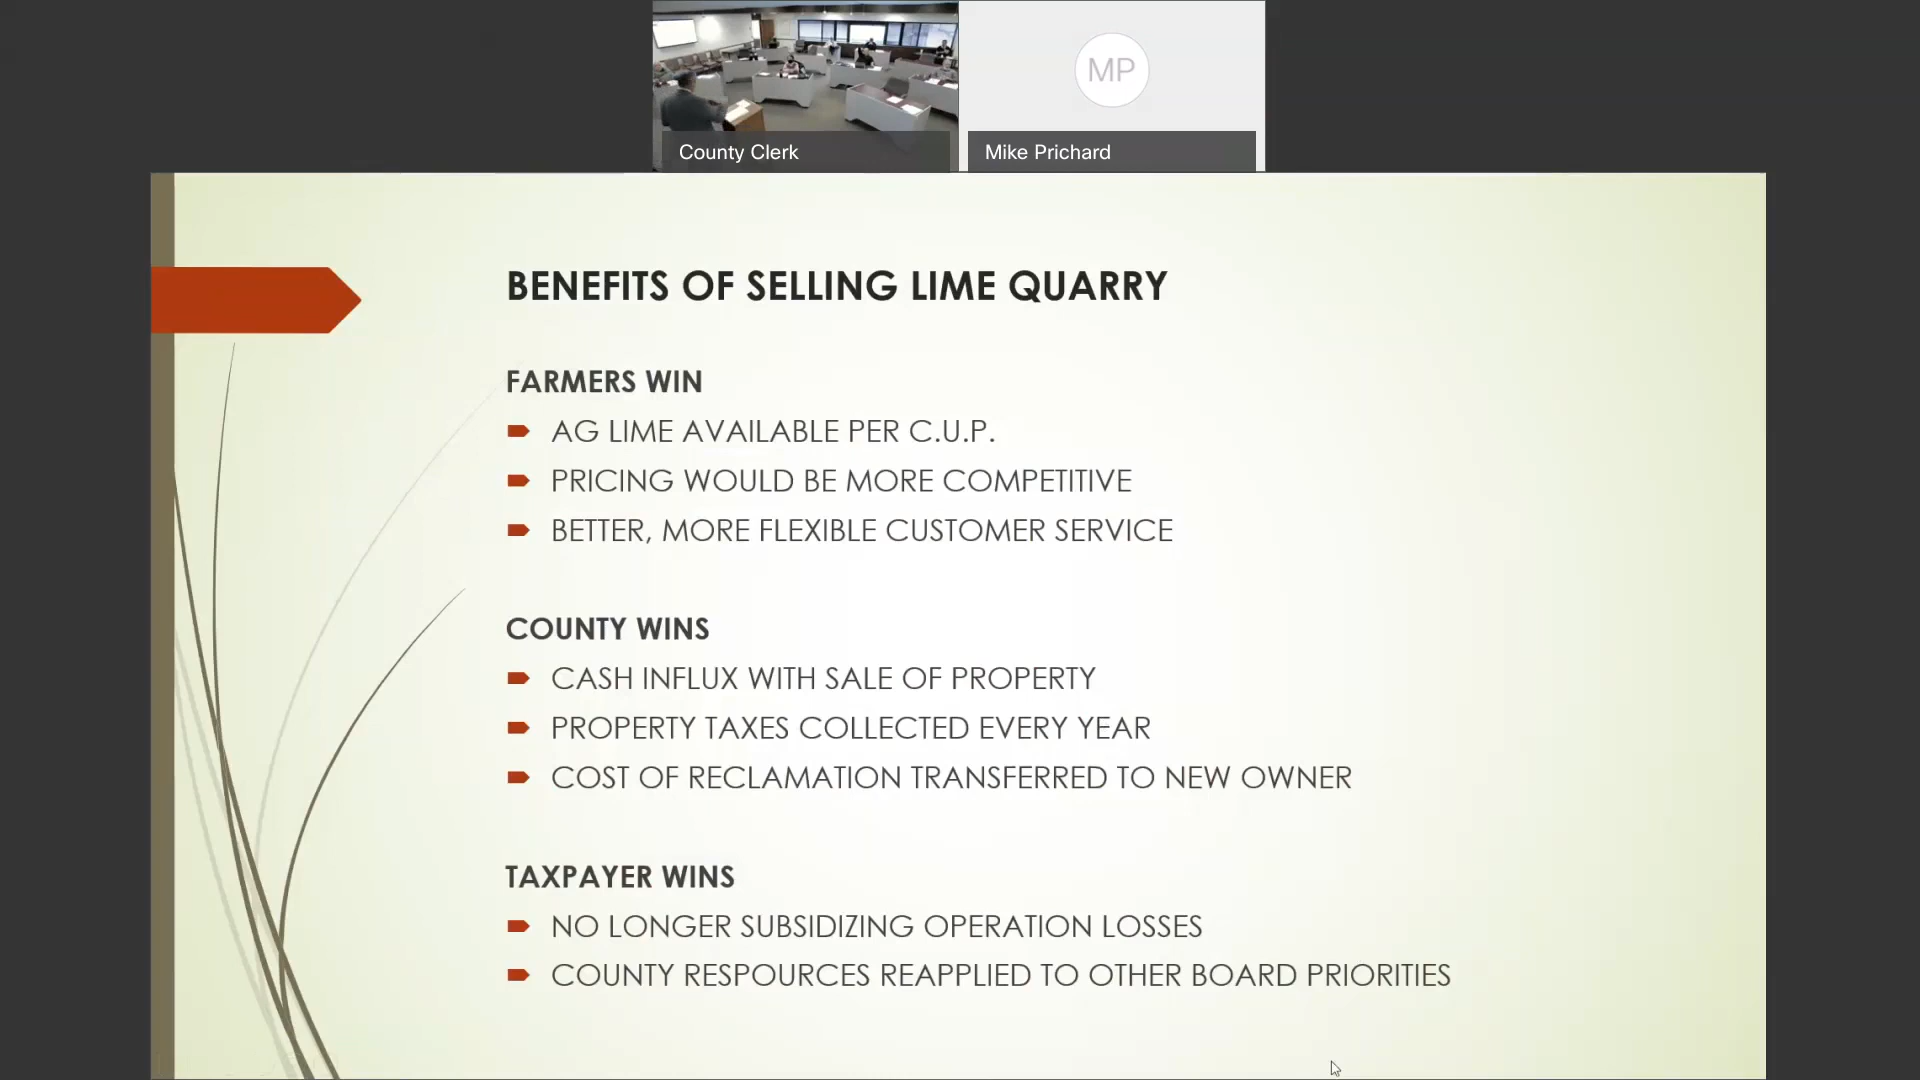 MP
County Clerk
Mike Prichard
BENEFITS OF SELLING LIME QUARRY
FARMERS WIN
AG LIME AVAILABLE PER C.U.P.
PRICING WOULD BE MORE COMPETITIVE
BETTER, MORE FLEXIBLE CUSTOMER SERVICE
COUNTY WINS
CASH INFLUX WITH SALE OF PROPERTY
PROPERTY TAXES COLLECTED EVERY YEAR
COST OF RECLAMATION TRANSFERRED TO NEW OWNER
TAXPAYER WINS
NO LONGER SUBSIDIZING OPERATION LOSSES
COUNTY RESPOURCES REAPPLIED TO OTHER BOARD PRIORITIES